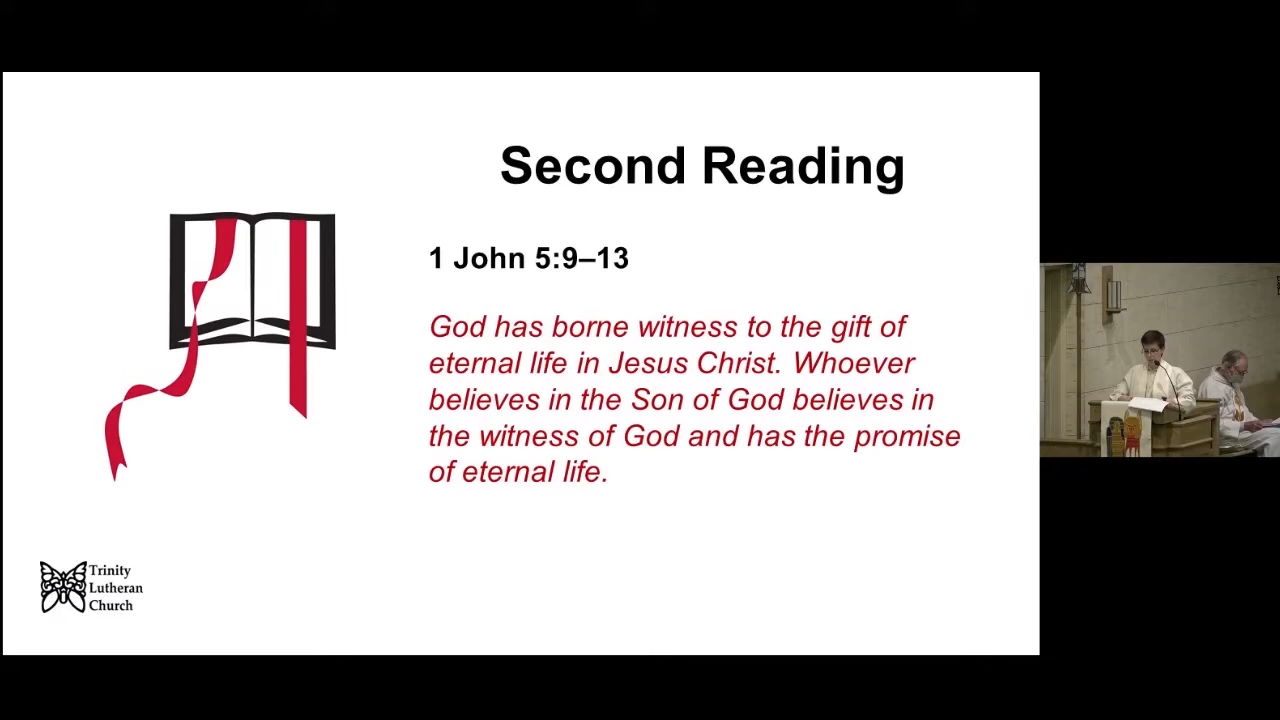 Second Reading
1 John 5:9–13
God has borne witness to the gift of
eternal life in Jesus Christ. Whoever
believes in the Son of God believes in
the witness of God and has the promise
of eternal life.
Trinity
Lutheran
Church